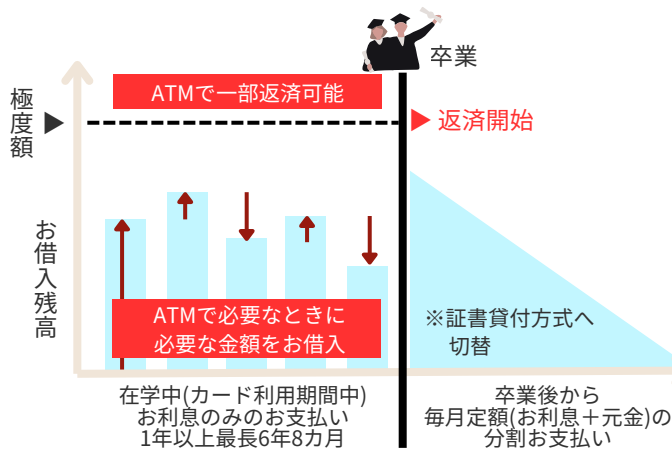 卒業
ATMで一部返済可能
極度額
返済開始
お借入残高
ATMで必要なときに
必要な金額をお借入
※証書貸付方式へ
切替
在学中(カード利用期間中)
お利息のみのお支払い
1年以上最長6年8カ月
卒業後から
毎月定額(お利息+元金)の
分割お支払い